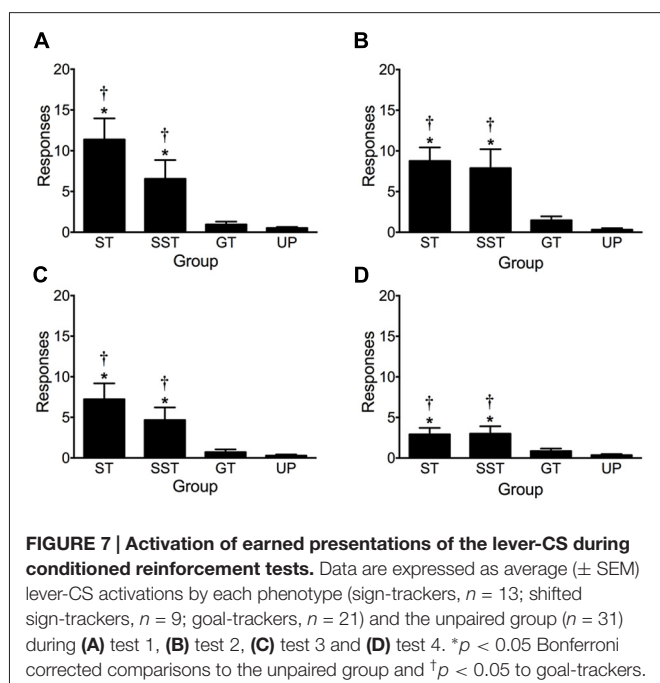 A
20
15
10
5
0
Responses
† † 
* *
ST SST GT UP
Group
B
20
15
10
5
0
Responses
† †
* *
ST SST GT UP
Group
C
20
15
10
5
0
Responses
† †
* *
ST SST GT UP
Group
D
20
15
10
5
0
Responses
† †
* *
ST SST GT UP
Group
FIGURE 7 | Activation of earned presentations of the lever-CS during
conditioned reinforcement tests. Data are expressed as average (± SEM)
lever-CS activations by each phenotype (sign-trackers, n = 13; shifted
sign-trackers, n = 9; goal-trackers, n = 21) and the unpaired group (n = 31)
during (A) test 1, (B) test 2, (C) test 3 and (D) test 4. *p < 0.05 Bonferroni
corrected comparisons to the unpaired group and †p < 0.05 to goal-trackers.